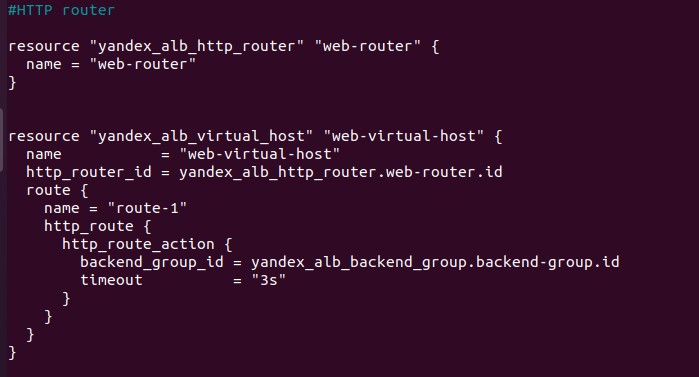 #HTTP router
resource "yandex_alb_http_router" "web-router" {
  name = "web-router"
}
resource "yandex_alb_virtual_host" "web-virtual-host" {
  name           = "web-virtual-host"
  http_router_id = yandex_alb_http_router.web-router.id
  route {
    name = "route-1"
    http_route {
      http_route_action {
        backend_group_id = yandex_alb_backend_group.backend-group.id
        timeout          = "3s"
      }
    }
  }
}